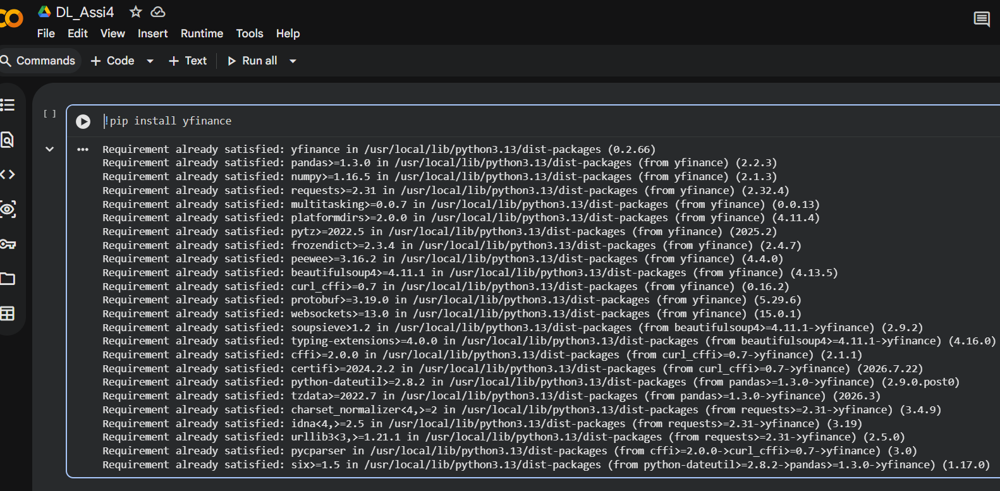 DL_Assi4
File Edit View Insert Runtime Tools Help
Commands + Code + Text Run all
[ ] !pip install yfinance
Requirement already satisfied: yfinance in /usr/local/lib/python3.13/dist-packages (0.2.66)
Requirement already satisfied: pandas>=1.3.0 in /usr/local/lib/python3.13/dist-packages (from yfinance) (2.2.3)
Requirement already satisfied: numpy>=1.16.5 in /usr/local/lib/python3.13/dist-packages (from yfinance) (2.1.3)
Requirement already satisfied: requests>=2.31 in /usr/local/lib/python3.13/dist-packages (from yfinance) (2.32.4)
Requirement already satisfied: multitasking>=0.0.7 in /usr/local/lib/python3.13/dist-packages (from yfinance) (0.0.13)
Requirement already satisfied: platformdirs>=2.0.0 in /usr/local/lib/python3.13/dist-packages (from yfinance) (4.11.4)
Requirement already satisfied: pytz>=2022.5 in /usr/local/lib/python3.13/dist-packages (from yfinance) (2025.2)
Requirement already satisfied: frozendict>=2.3.4 in /usr/local/lib/python3.13/dist-packages (from yfinance) (2.4.7)
Requirement already satisfied: peewee>=3.16.2 in /usr/local/lib/python3.13/dist-packages (from yfinance) (4.4.0)
Requirement already satisfied: beautifulsoup4>=4.11.1 in /usr/local/lib/python3.13/dist-packages (from yfinance) (4.13.5)
Requirement already satisfied: curl_cffi>=0.7 in /usr/local/lib/python3.13/dist-packages (from yfinance) (0.16.2)
Requirement already satisfied: protobuf>=3.19.0 in /usr/local/lib/python3.13/dist-packages (from yfinance) (5.29.6)
Requirement already satisfied: websockets>=13.0 in /usr/local/lib/python3.13/dist-packages (from yfinance) (15.0.1)
Requirement already satisfied: soupsieve>1.2 in /usr/local/lib/python3.13/dist-packages (from beautifulsoup4>=4.11.1->yfinance) (2.9.2)
Requirement already satisfied: typing-extensions>=4.0.0 in /usr/local/lib/python3.13/dist-packages (from beautifulsoup4>=4.11.1->yfinance) (4.16.0)
Requirement already satisfied: cffi>=2.0.0 in /usr/local/lib/python3.13/dist-packages (from curl_cffi>=0.7->yfinance) (2.1.1)
Requirement already satisfied: certifi>=2024.2.2 in /usr/local/lib/python3.13/dist-packages (from curl_cffi>=0.7->yfinance) (2026.7.22)
Requirement already satisfied: python-dateutil>=2.8.2 in /usr/local/lib/python3.13/dist-packages (from pandas>=1.3.0->yfinance) (2.9.0.post0)
Requirement already satisfied: tzdata>=2022.7 in /usr/local/lib/python3.13/dist-packages (from pandas>=1.3.0->yfinance) (2026.3)
Requirement already satisfied: charset_normalizer<4,>=2 in /usr/local/lib/python3.13/dist-packages (from requests>=2.31->yfinance) (3.4.9)
Requirement already satisfied: idna<4,>=2.5 in /usr/local/lib/python3.13/dist-packages (from requests>=2.31->yfinance) (3.19)
Requirement already satisfied: urllib3<3,>=1.21.1 in /usr/local/lib/python3.13/dist-packages (from requests>=2.31->yfinance) (2.5.0)
Requirement already satisfied: pycparser in /usr/local/lib/python3.13/dist-packages (from cffi>=2.0.0->curl_cffi>=0.7->yfinance) (3.0)
Requirement already satisfied: six>=1.5 in /usr/local/lib/python3.13/dist-packages (from python-dateutil>=2.8.2->pandas>=1.3.0->yfinance) (1.17.0)